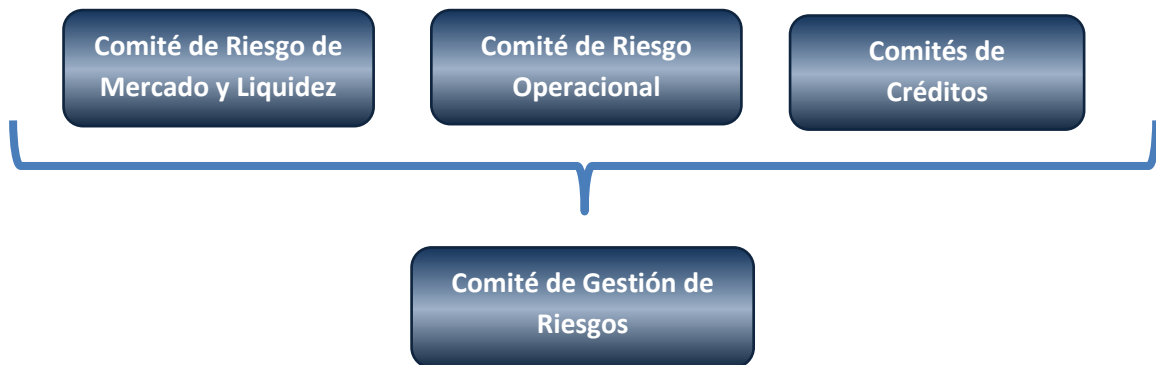 Comité de Riesgo de
Mercado y Liquidez
Comité de Riesgo
Operacional
Comités de
Créditos
Comité de Gestión de
Riesgos